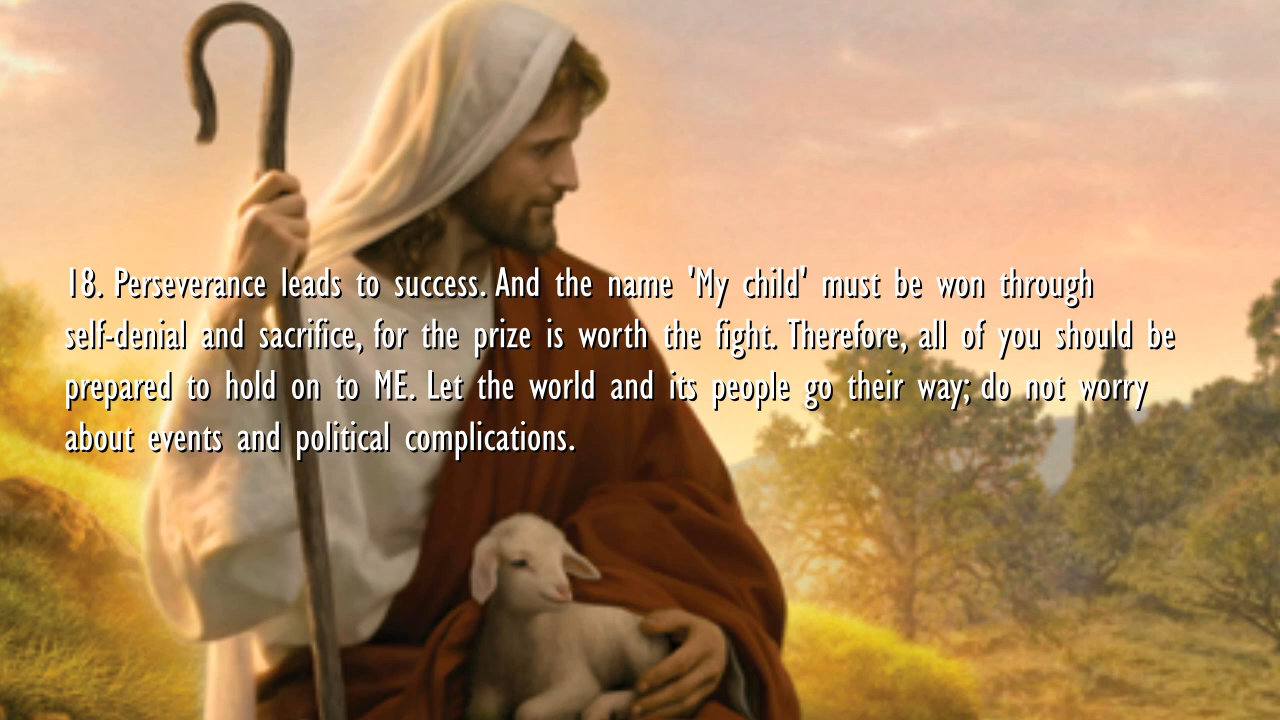 18. Perseverance leads to success. And the name 'My child' must be won through
self-denial and sacrifice, for the prize is worth the fight. Therefore, all of you should be
prepared to hold on to ME. Let the world and its people go their way; do not worry
about events and political complications.